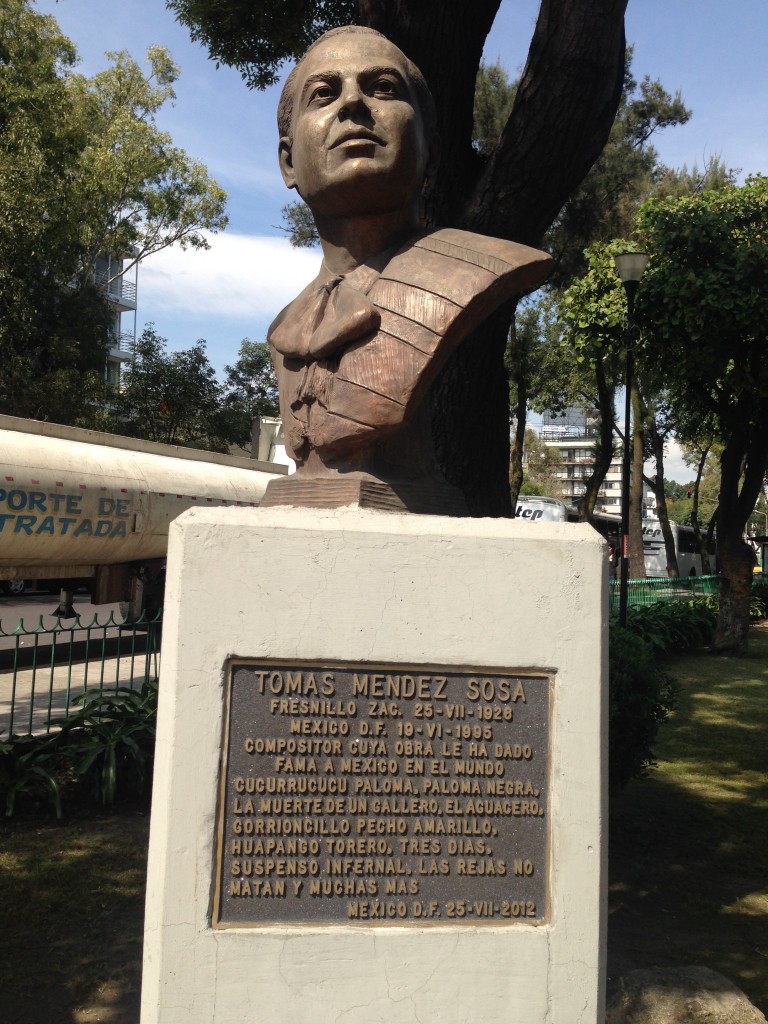 PORTE DE
TRATADA
tcp
tcp
TOMAS MENDEZ SOSA
FRESNILLO ZAC. 25-VII-1926
MEXICO D.F. 19-VI-1995
COMPOSITOR CUYA OBRA LE HA DADO
FAMA A MEXICO EN EL MUNDO
CUCURRUCUCU PALOMA, PALOMA NEGRA,
LA MUERTE DE UN GALLERO, EL AGUACERO,
GORRIONCILLO PECHO AMARILLO,
HUAPANGO TORERO, TRES DIAS,
SUSPENSO INFERNAL, LAS REJAS NO
MATAN Y MUCHAS MAS
MEXICO D.F. 25-VII-2012